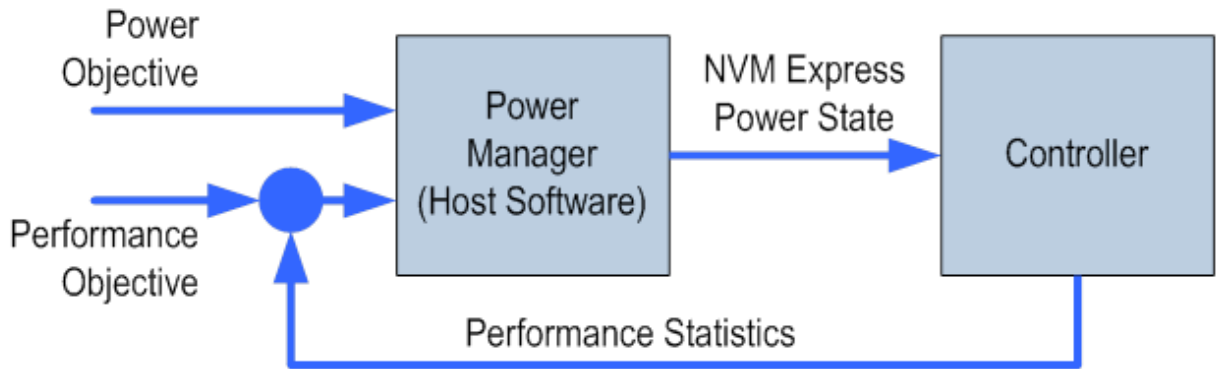 Power
Objective
Performance
Objective
Power
Manager
(Host Software)
NVM Express
Power State
Controller
Performance Statistics